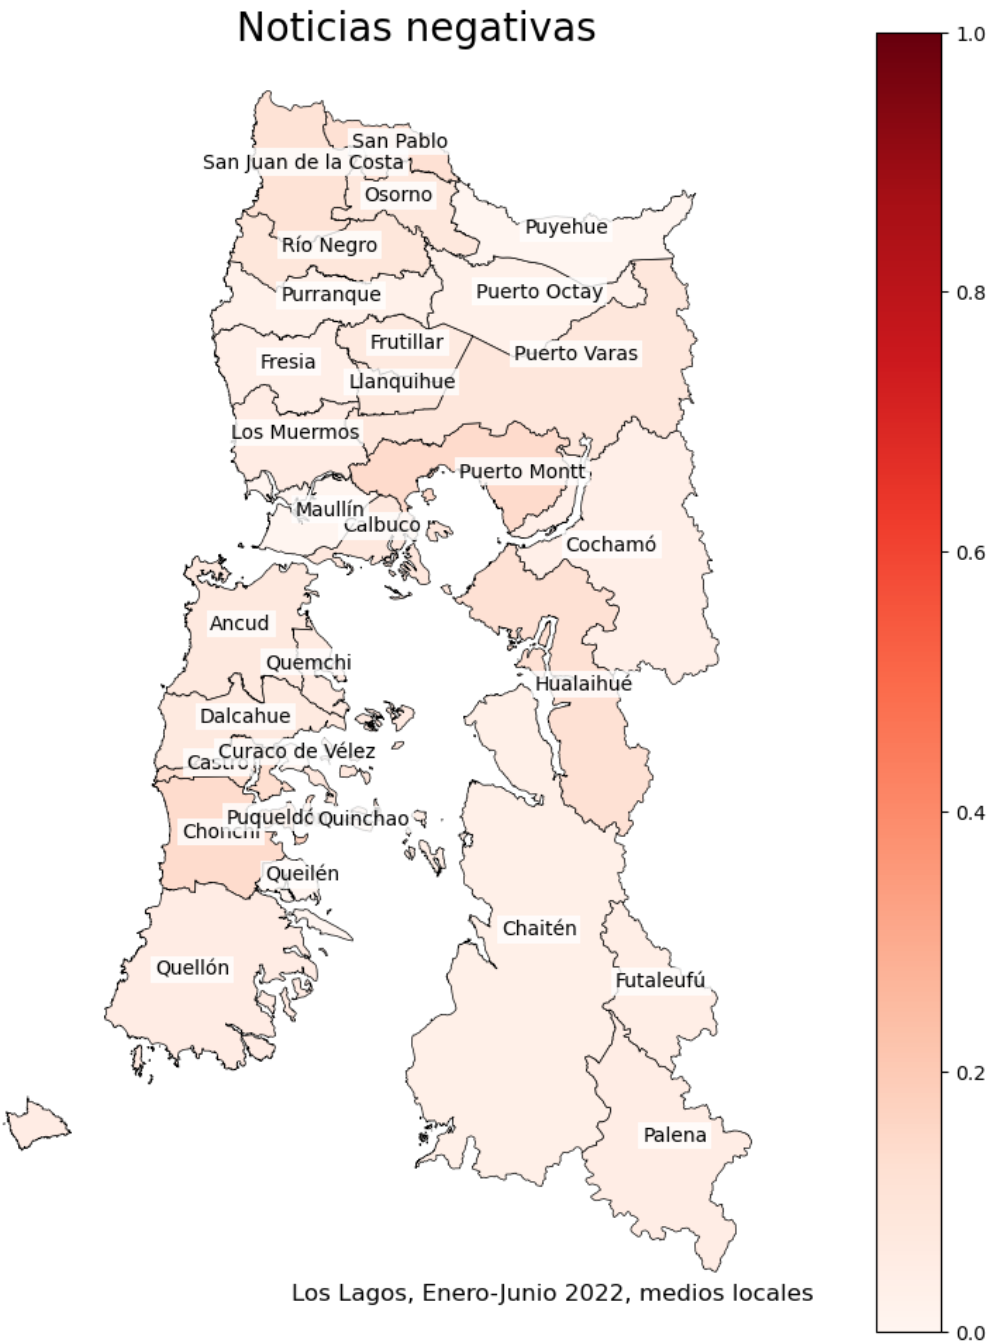 Noticias negativas
1.0
San Pablo
San Juan de la Costa
Osorno
Puyehue
Río Negro
Puerto Octay
0.8
Purranque
Frutillar
Puerto Varas
Fresia
Llanquihue
Los Muermos
Puerto Montt
Maullín
Calbuco
Cochamó
0.6
Ancud
Quemchi
Hualaihué
Dalcahue
Curaco de Vélez
Castro
Puqueldón
Quinchao
0.4
Chonchi
Queilén
Chaitén
Quellón
Futaleufú
0.2
Palena
Los Lagos, Enero-Junio 2022, medios locales
0.0